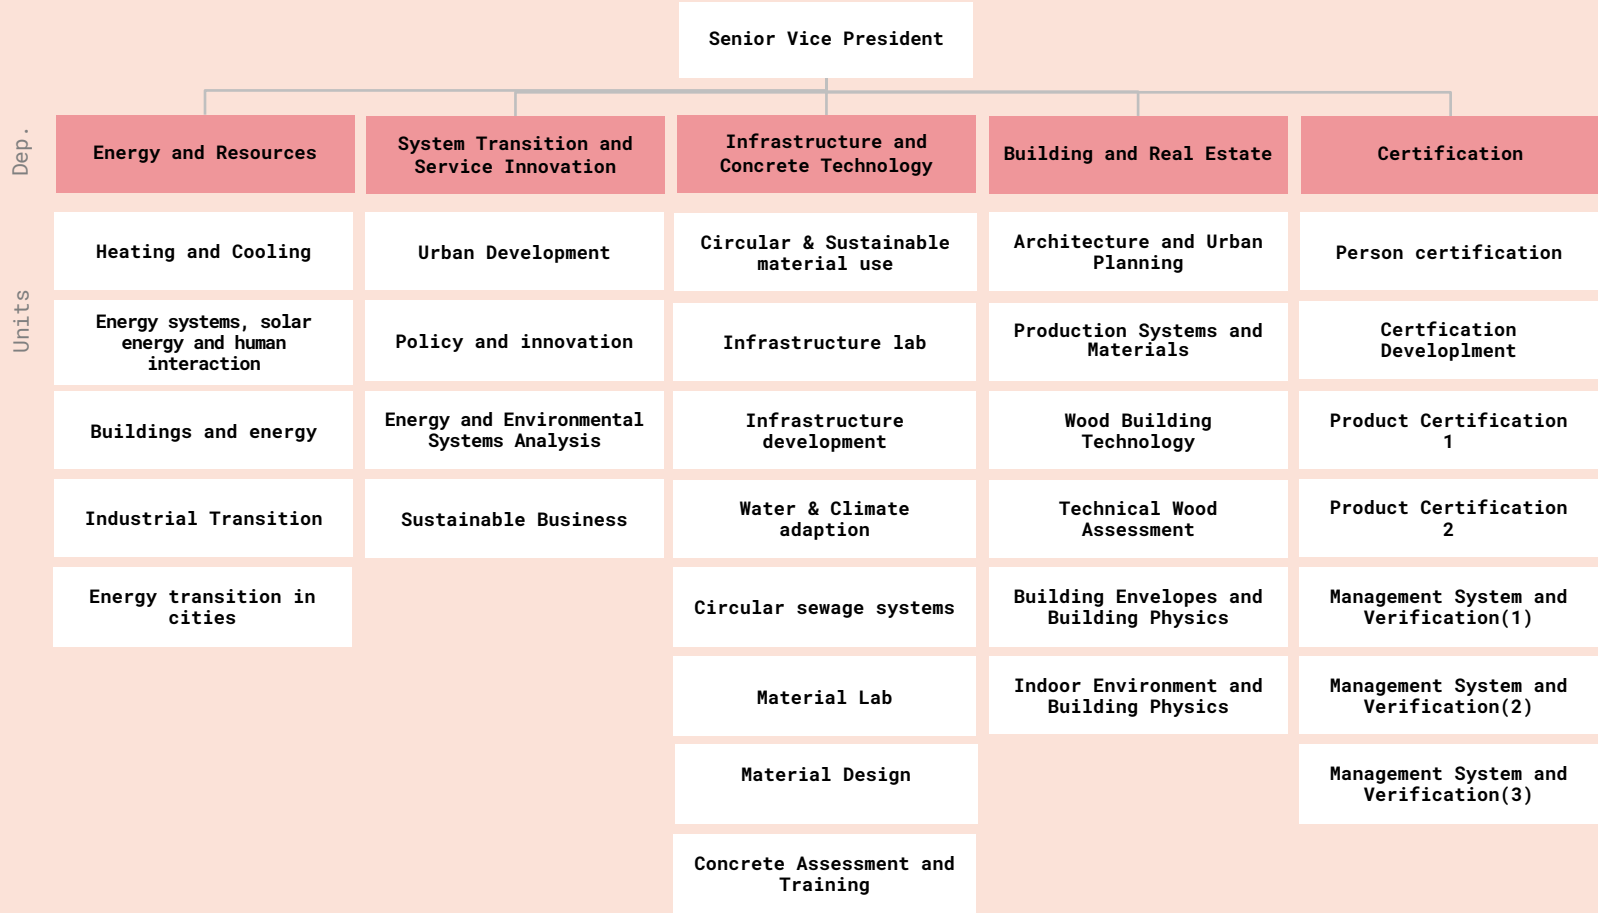 Senior Vice President
Dep.
Energy and Resources
System Transition and
Service Innovation
Infrastructure and
Concrete Technology
Building and Real Estate
Certification
Units
Heating and Cooling
Energy systems, solar
energy and human
interaction
Buildings and energy
Industrial Transition
Energy transition in
cities
Urban Development
Policy and innovation
Energy and Environmental
Systems Analysis
Sustainable Business
Circular & Sustainable
material use
Infrastructure lab
Infrastructure
development
Water & Climate
adaption
Circular sewage systems
Material Lab
Material Design
Concrete Assessment and
Training
Architecture and Urban
Planning
Production Systems and
Materials
Wood Building
Technology
Technical Wood
Assessment
Building Envelopes and
Building Physics
Indoor Environment and
Building Physics
Person certification
Certfication
Developlment
Product Certification
1
Product Certification
2
Management System and
Verification(1)
Management System and
Verification(2)
Management System and
Verification(3)